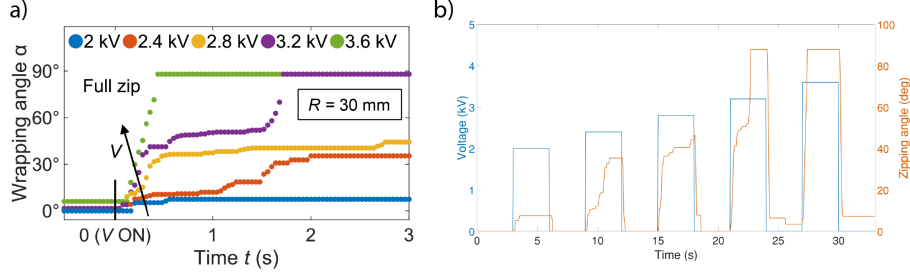 a)
2 kV 2.4 kV 2.8 kV 3.2 kV 3.6 kV
Wrapping angle α
90°
60°
30°
0°
Full zip
V
R = 30 mm
0 (V ON) 1 2 3
Time t (s)
b)
Voltage (kV)
5
4
3
2
1
0
0 5 10 15 20 25 30
Time (s)
100
80
60
40
20
0
Zipping angle (deg)